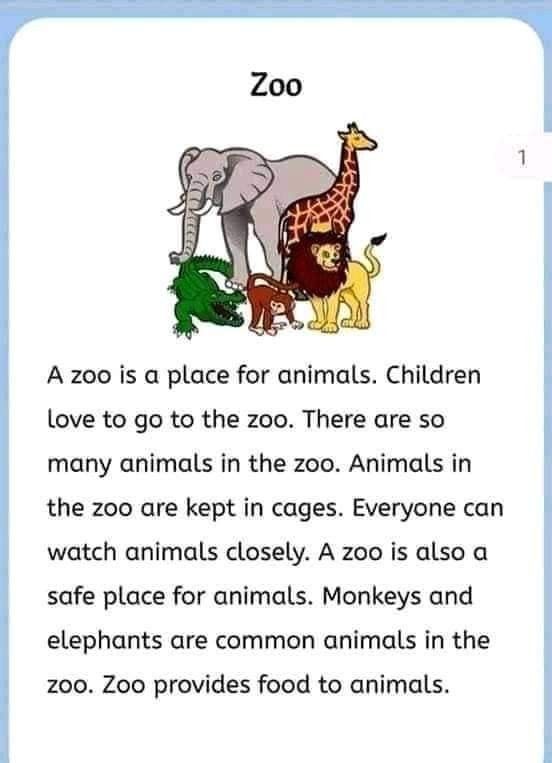 Zoo
1
A zoo is a place for animals. Children
love to go to the zoo. There are so
many animals in the zoo. Animals in
the zoo are kept in cages. Everyone can
watch animals closely. A zoo is also a
safe place for animals. Monkeys and
elephants are common animals in the
zoo. Zoo provides food to animals.